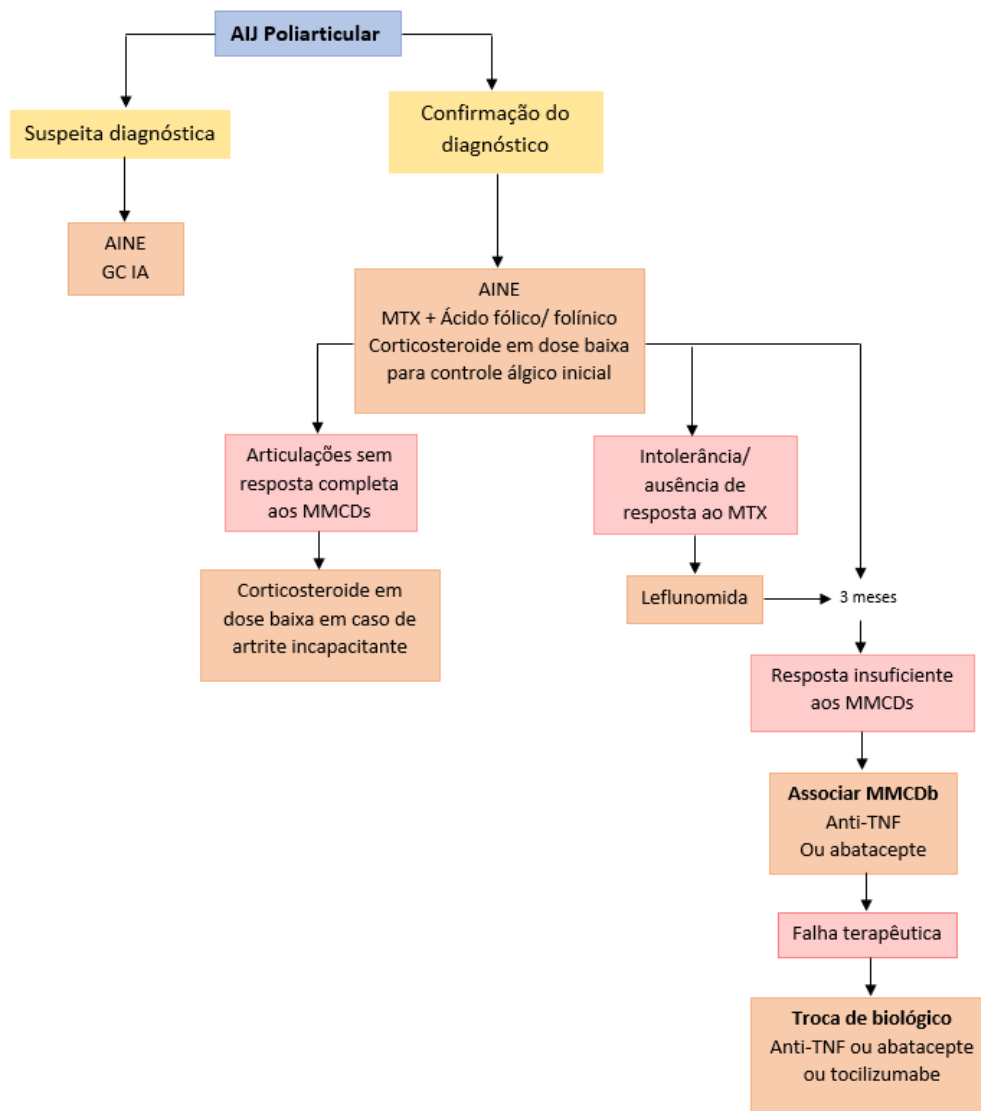 AIJ Poliarticular
Suspeita diagnóstica
Confirmação do
diagnóstico
AINE
GC IA
AINE
MTX + Ácido fólico/ folínico
Corticosteroide em dose baixa
para controle álgico inicial
Articulações sem
resposta completa
aos MMCDs
Intolerância/
ausência de
resposta ao MTX
Corticosteroide em
dose baixa em caso de
artrite incapacitante
Leflunomida
3 meses
Resposta insuficiente
aos MMCDs
Associar MMCDb
Anti-TNF
Ou abatacepte
Falha terapêutica
Troca de biológico
Anti-TNF ou abatacepte
ou tocilizumabe